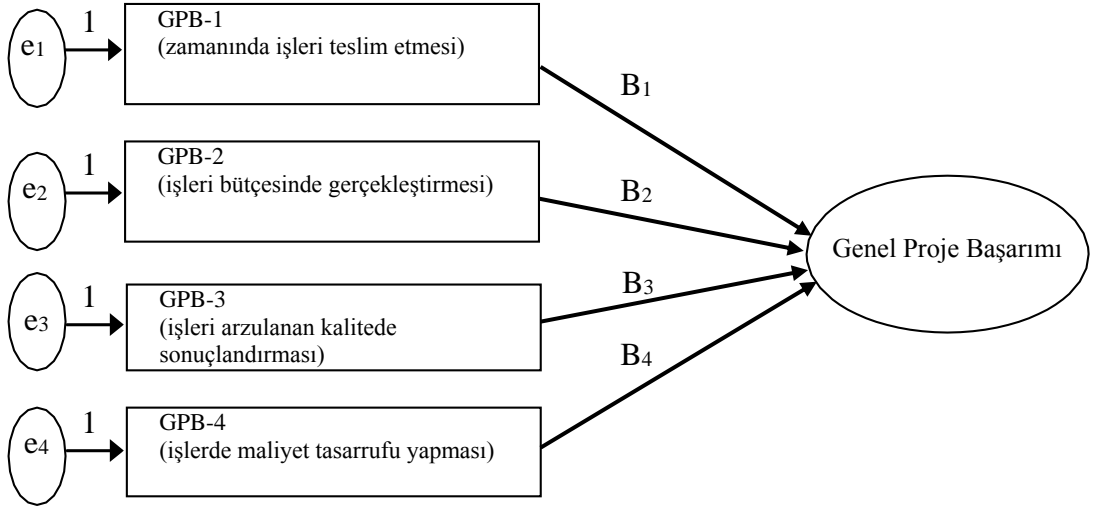 e1
1
GPB-1
(zamanında işleri teslim etmesi)
B1
e2
1
GPB-2
(işleri bütçesinde gerçekleştirmesi)
B2
Genel Proje Başarımı
e3
1
GPB-3
(işleri arzulanan kalitede
sonuçlandırması)
B3
e4
1
GPB-4
(işlerde maliyet tasarrufu yapması)
B4